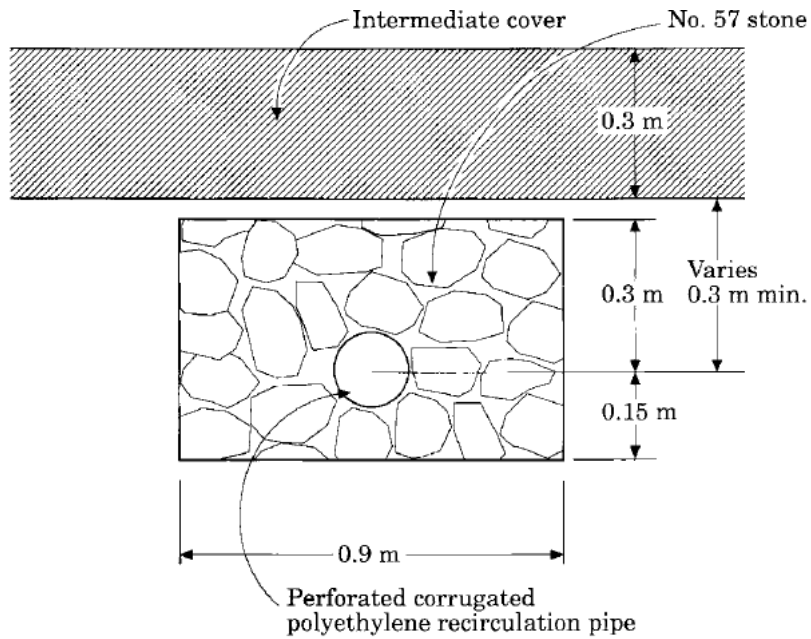 Intermediate cover
No. 57 stone
0.3 m
Varies
0.3 m min.
0.3 m
0.15 m
0.9 m
Perforated corrugated
polyethylene recirculation pipe